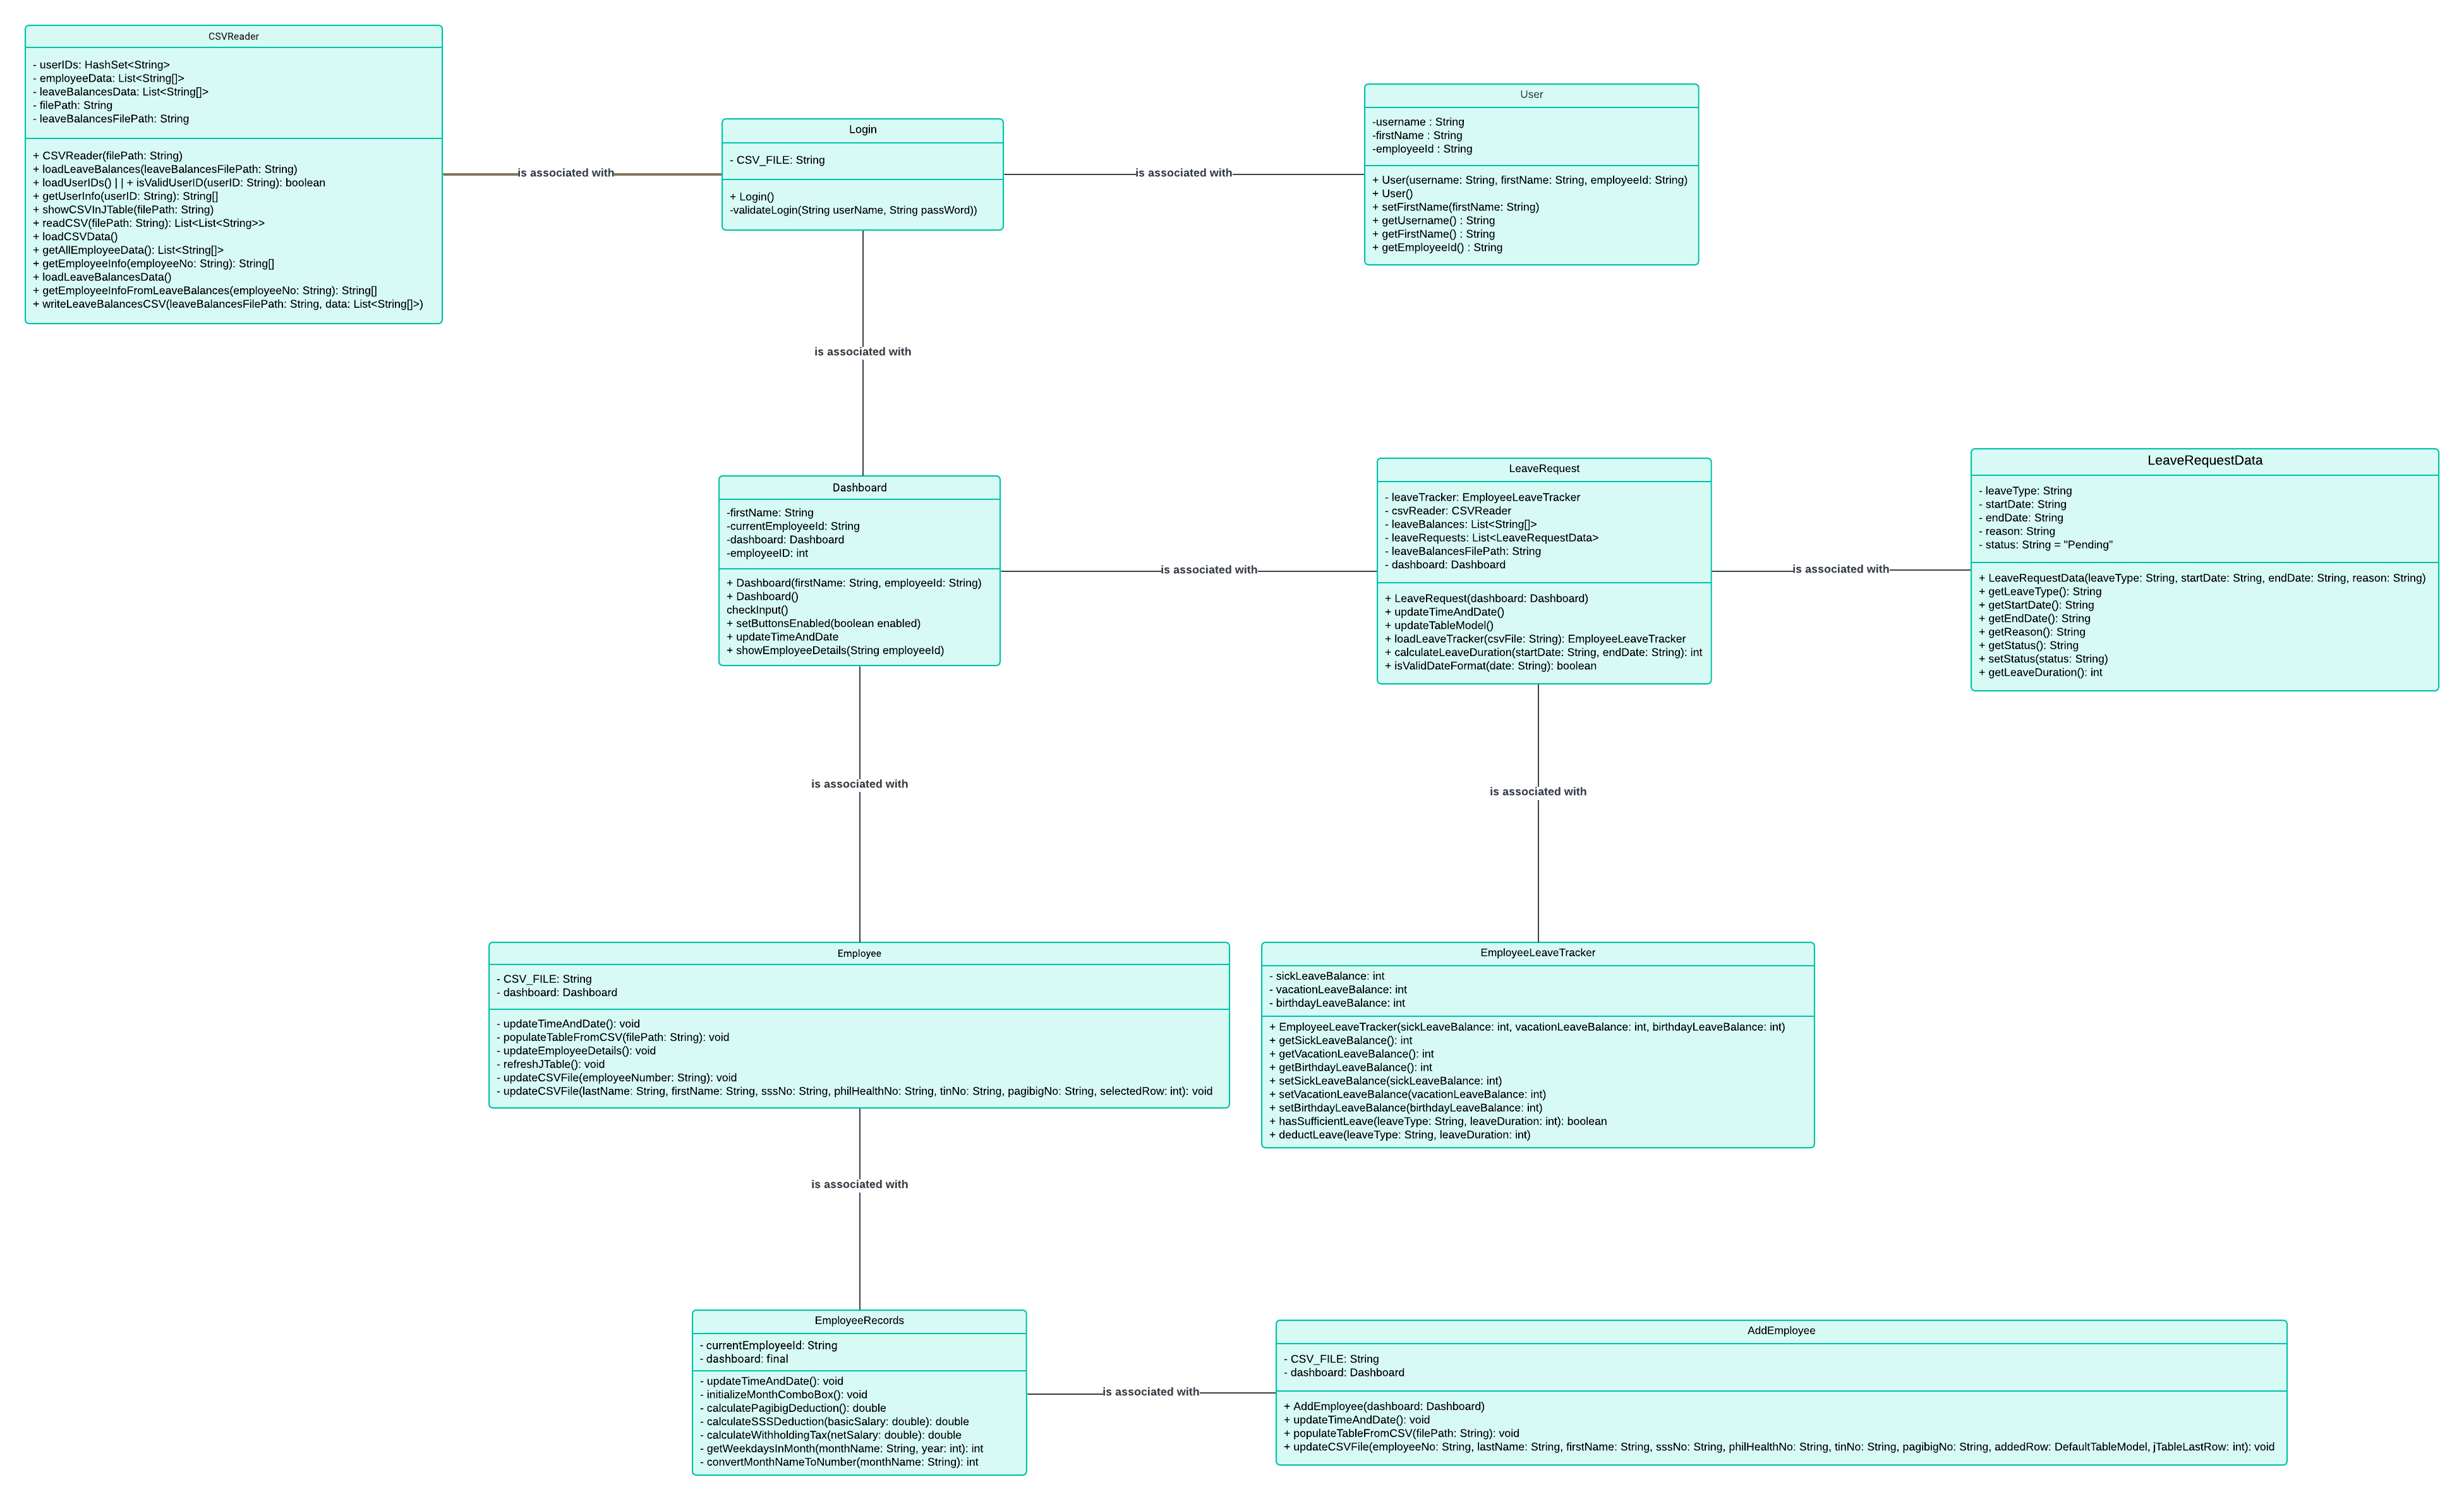 CSVReader
- userIDs: HashSet<String>
- employeeData: List<String[]>
- leaveBalancesData: List<String[]>
- filePath: String
- leaveBalancesFilePath: String
+ CSVReader(filePath: String)
+ loadLeaveBalances(leaveBalancesFilePath: String)
+ loadUserIDs() | | + isValidUserID(userID: String): boolean
+ getUserInfo(userID: String): String[]
+ showCSVInJTable(filePath: String)
+ readCSV(filePath: String): List<List<String>>
+ loadCSVData()
+ getAllEmployeeData(): List<String[]>
+ getEmployeeInfo(employeeNo: String): String[]
+ loadLeaveBalancesData()
+ getEmployeeInfoFromLeaveBalances(employeeNo: String): String[]
+ writeLeaveBalancesCSV(leaveBalancesFilePath: String, data: List<String[]>)
is associated with
Login
- CSV_FILE: String
+ Login()
-validateLogin(String userName, String passWord))
is associated with
User
-username : String
-firstName : String
-employeeId : String
+ User(username: String, firstName: String, employeeId: String)
+ User()
+ setFirstName(firstName: String)
+ getUsername() : String
+ getFirstName() : String
+ getEmployeeId() : String
is associated with
Dashboard
-firstName: String
-currentEmployeeId: String
-dashboard: Dashboard
-employeeID: int
+ Dashboard(firstName: String, employeeId: String)
+ Dashboard()
checkInput()
+ setButtonsEnabled(boolean enabled)
+ updateTimeAndDate
+ showEmployeeDetails(String employeeId)
is associated with
LeaveRequest
- leaveTracker: EmployeeLeaveTracker
- csvReader: CSVReader
- leaveBalances: List<String[]>
- leaveRequests: List<LeaveRequestData>
- leaveBalancesFilePath: String
- dashboard: Dashboard
+ LeaveRequest(dashboard: Dashboard)
+ updateTimeAndDate()
+ updateTableModel()
+ loadLeaveTracker(csvFile: String): EmployeeLeaveTracker
+ calculateLeaveDuration(startDate: String, endDate: String): int
+ isValidDateFormat(date: String): boolean
is associated with
LeaveRequestData
- leaveType: String
- startDate: String
- endDate: String
- reason: String
- status: String = "Pending"
+ LeaveRequestData(leaveType: String, startDate: String, endDate: String, reason: String)
+ getLeaveType(): String
+ getStartDate(): String
+ getEndDate(): String
+ getReason(): String
+ getStatus(): String
+ setStatus(status: String)
+ getLeaveDuration(): int
is associated with
is associated with
Employee
- CSV_FILE: String
- dashboard: Dashboard
- updateTimeAndDate(): void
- populateTableFromCSV(filePath: String): void
- updateEmployeeDetails(): void
- refreshJTable(): void
- updateCSVFile(employeeNumber: String): void
- updateCSVFile(lastName: String, firstName: String, sssNo: String, philHealthNo: String, tinNo: String, pagibigNo: String, selectedRow: int): void
EmployeeLeaveTracker
- sickLeaveBalance: int
- vacationLeaveBalance: int
- birthdayLeaveBalance: int
+ EmployeeLeaveTracker(sickLeaveBalance: int, vacationLeaveBalance: int, birthdayLeaveBalance: int)
+ getSickLeaveBalance(): int
+ getVacationLeaveBalance(): int
+ getBirthdayLeaveBalance(): int
+ setSickLeaveBalance(sickLeaveBalance: int)
+ setVacationLeaveBalance(vacationLeaveBalance: int)
+ setBirthdayLeaveBalance(birthdayLeaveBalance: int)
+ hasSufficientLeave(leaveType: String, leaveDuration: int): boolean
+ deductLeave(leaveType: String, leaveDuration: int)
is associated with
EmployeeRecords
- currentEmployeeId: String
- dashboard: final
- updateTimeAndDate(): void
- initializeMonthComboBox(): void
- calculatePagibigDeduction(): double
- calculateSSSDeduction(basicSalary: double): double
- calculateWithholdingTax(netSalary: double): double
- getWeekdaysInMonth(monthName: String, year: int): int
- convertMonthNameToNumber(monthName: String): int
is associated with
AddEmployee
- CSV_FILE: String
- dashboard: Dashboard
+ AddEmployee(dashboard: Dashboard)
+ updateTimeAndDate(): void
+ populateTableFromCSV(filePath: String): void
+ updateCSVFile(employeeNo: String, lastName: String, firstName: String, sssNo: String, philHealthNo: String, tinNo: String, pagibigNo: String, addedRow: DefaultTableModel, jTableLastRow: int): void